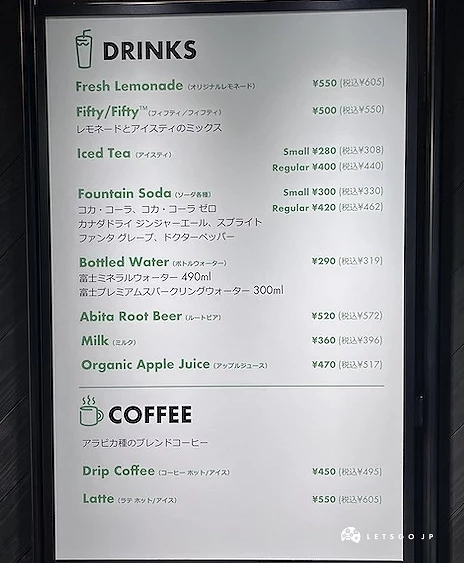 DRINKS
Fresh Lemonade (オリジナルレモネード) ¥550 (税込¥605)
Fifty/Fifty™ (フィフティ/フィフティ) ¥500 (税込¥550)
レモネードとアイスティのミックス
Iced Tea (アイスティ) Small ¥280 (税込¥308)
Regular ¥400 (税込¥440)
Fountain Soda (ソーダ各種) Small ¥300 (税込¥330)
コカ・コーラ、コカ・コーラ ゼロ Regular ¥420 (税込¥462)
カナダドライ ジンジャーエール、スプライト
ファンタ グレープ、ドクターペッパー
Bottled Water (ボトルウォーター) ¥290 (税込¥319)
富士ミネラルウォーター 490ml
富士プレミアムスパークリングウォーター 300ml
Abita Root Beer (ルートビア) ¥520 (税込¥572)
Milk (ミルク) ¥360 (税込¥396)
Organic Apple Juice (アップルジュース) ¥470 (税込¥517)
COFFEE
アラビカ種のブレンドコーヒー
Drip Coffee (コーヒー ホット/アイス) ¥450 (税込¥495)
Latte (ラテ ホット/アイス) ¥550 (税込¥605)
LETSGO JP